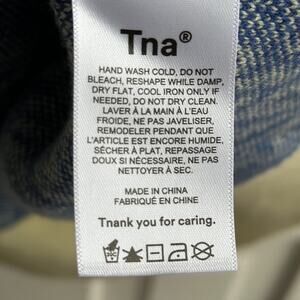 Tna®
HAND WASH COLD, DO NOT
BLEACH, RESHAPE WHILE DAMP,
DRY FLAT, COOL IRON ONLY IF
NEEDED, DO NOT DRY CLEAN.
LAVER À LA MAIN À L'EAU
FROIDE, NE PAS JAVELISER,
REMODELER PENDANT QUE
L'ARTICLE EST ENCORE HUMIDE,
SÉCHER À PLAT, REPASSAGE
DOUX SI NÉCESSAIRE, NE PAS
NETTOYER À SEC.
MADE IN CHINA
FABRIQUÉ EN CHINE
Thank you for caring.